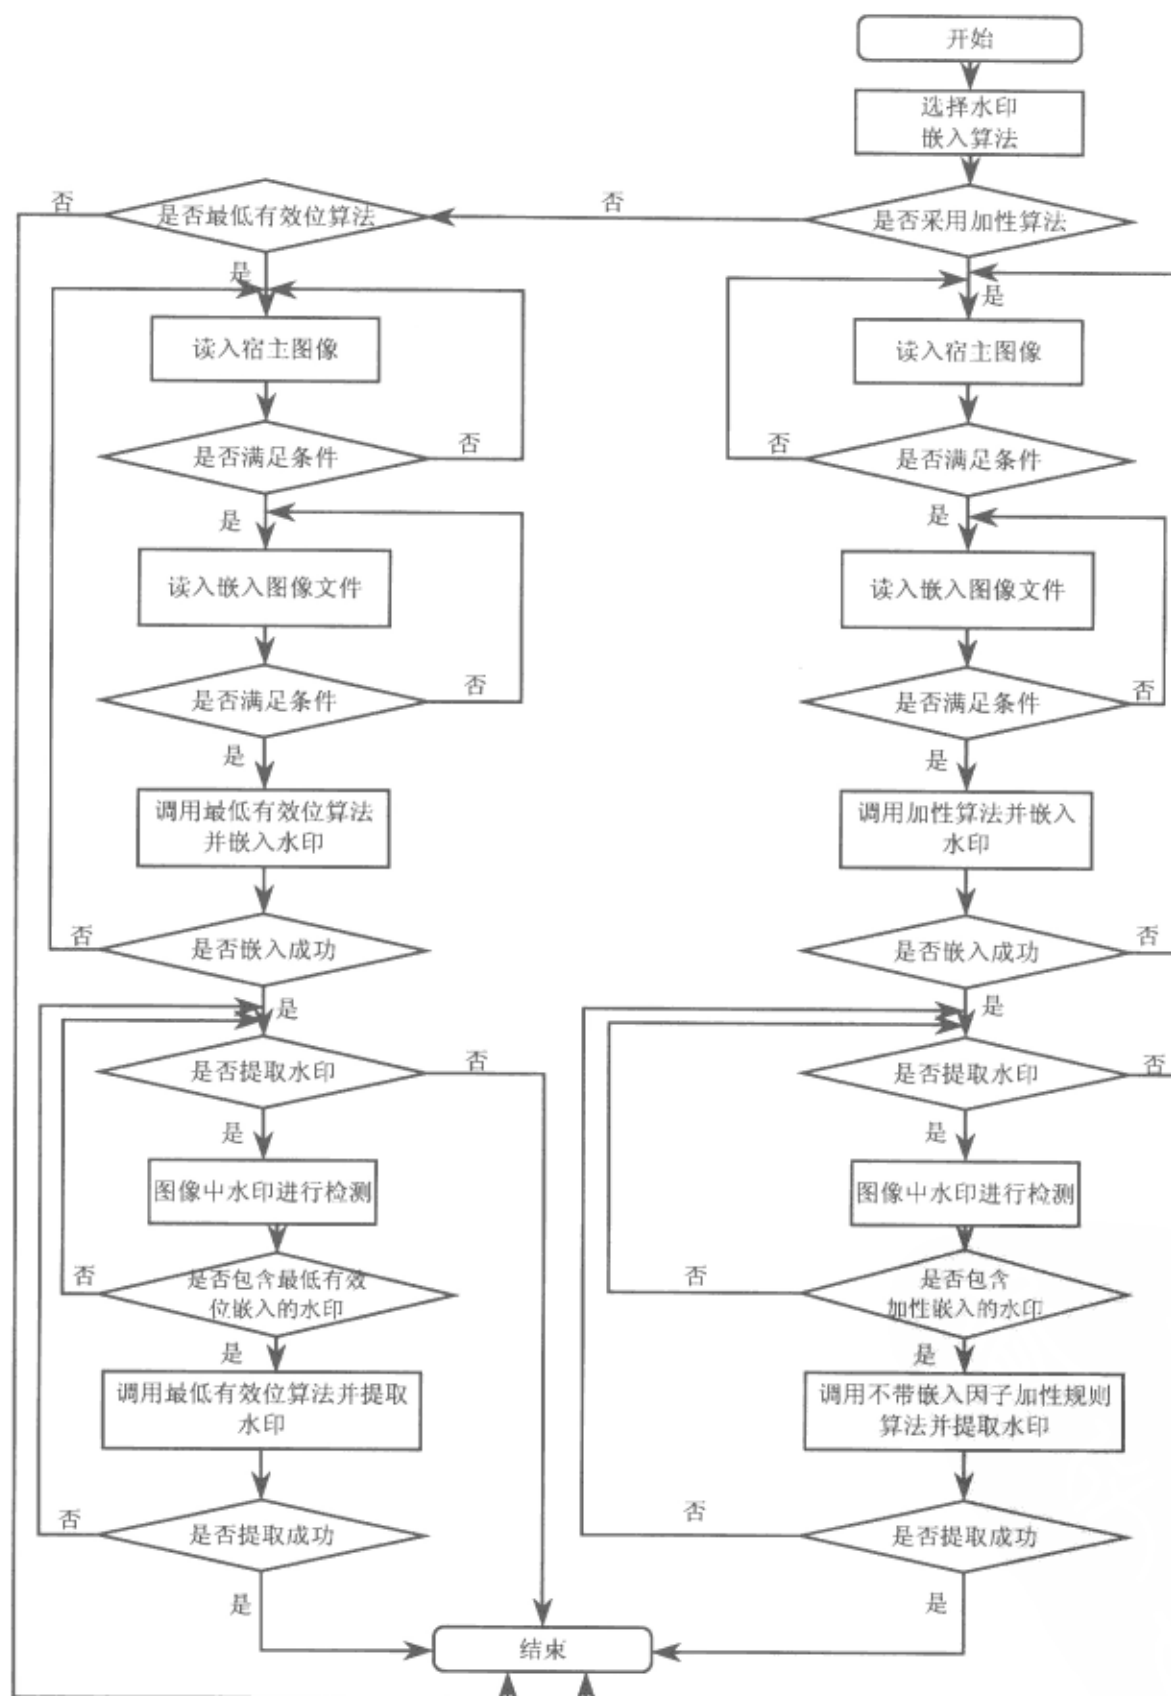 开始
选择水印
嵌入算法
否
是否最低有效位算法
否
是否采用加性算法
是
是
读入宿主图像
读入宿主图像
是否满足条件
否
否
是否满足条件
是
是
读入嵌入图像文件
读入嵌入图像文件
是否满足条件
否
是否满足条件
否
是
是
调用最低有效位算法
并嵌入水印
调用加性算法并嵌入
水印
否
是否嵌入成功
是否嵌入成功
否
是
是
是否提取水印
否
是否提取水印
否
是
是
图像中水印进行检测
图像中水印进行检测
否
是否包含最低有效
位嵌入的水印
否
是否包含
加性嵌入的水印
是
是
调用最低有效位算法并提取
水印
调用不带嵌入因子加性规则
算法并提取水印
否
是否提取成功
否
是否提取成功
是
是
结束